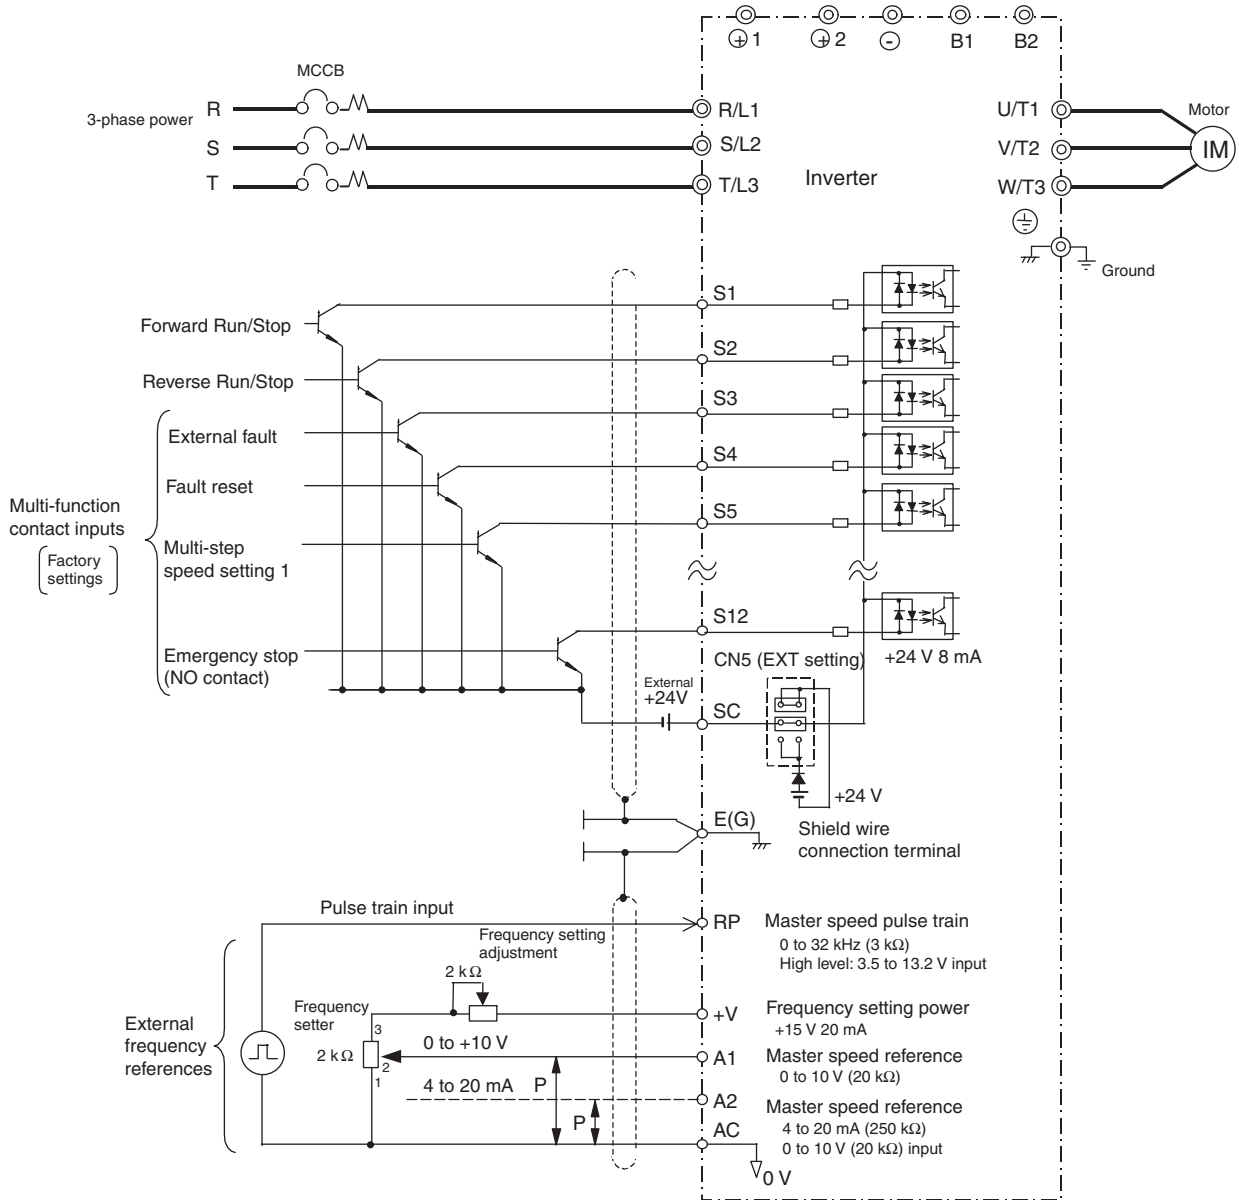 ⊕1 ⊕2 ⊖ B1 B2
MCCB
3-phase power
R R/L1 U/T1 Motor
S S/L2 V/T2 IM
T T/L3 Inverter W/T3
Ground
S1
Forward Run/Stop
S2
Reverse Run/Stop
S3
External fault
S4
Fault reset
S5
Multi-function
contact inputs
Factory
settings
Multi-step
speed setting 1
S12
Emergency stop
(NO contact)
CN5 (EXT setting)
+24 V 8 mA
External
+24V
SC
+24 V
E(G)
Shield wire
connection terminal
Pulse train input
RP
Master speed pulse train
0 to 32 kHz (3 kΩ)
High level: 3.5 to 13.2 V input
Frequency setting
adjustment
2 kΩ
External
frequency
references
Frequency
setter
3
2 kΩ
2
1
0 to +10 V
+V
Frequency setting power
+15 V 20 mA
A1
Master speed reference
0 to 10 V (20 kΩ)
4 to 20 mA
P
A2
Master speed reference
4 to 20 mA (250 kΩ)
0 to 10 V (20 kΩ) input
P
AC
0 V